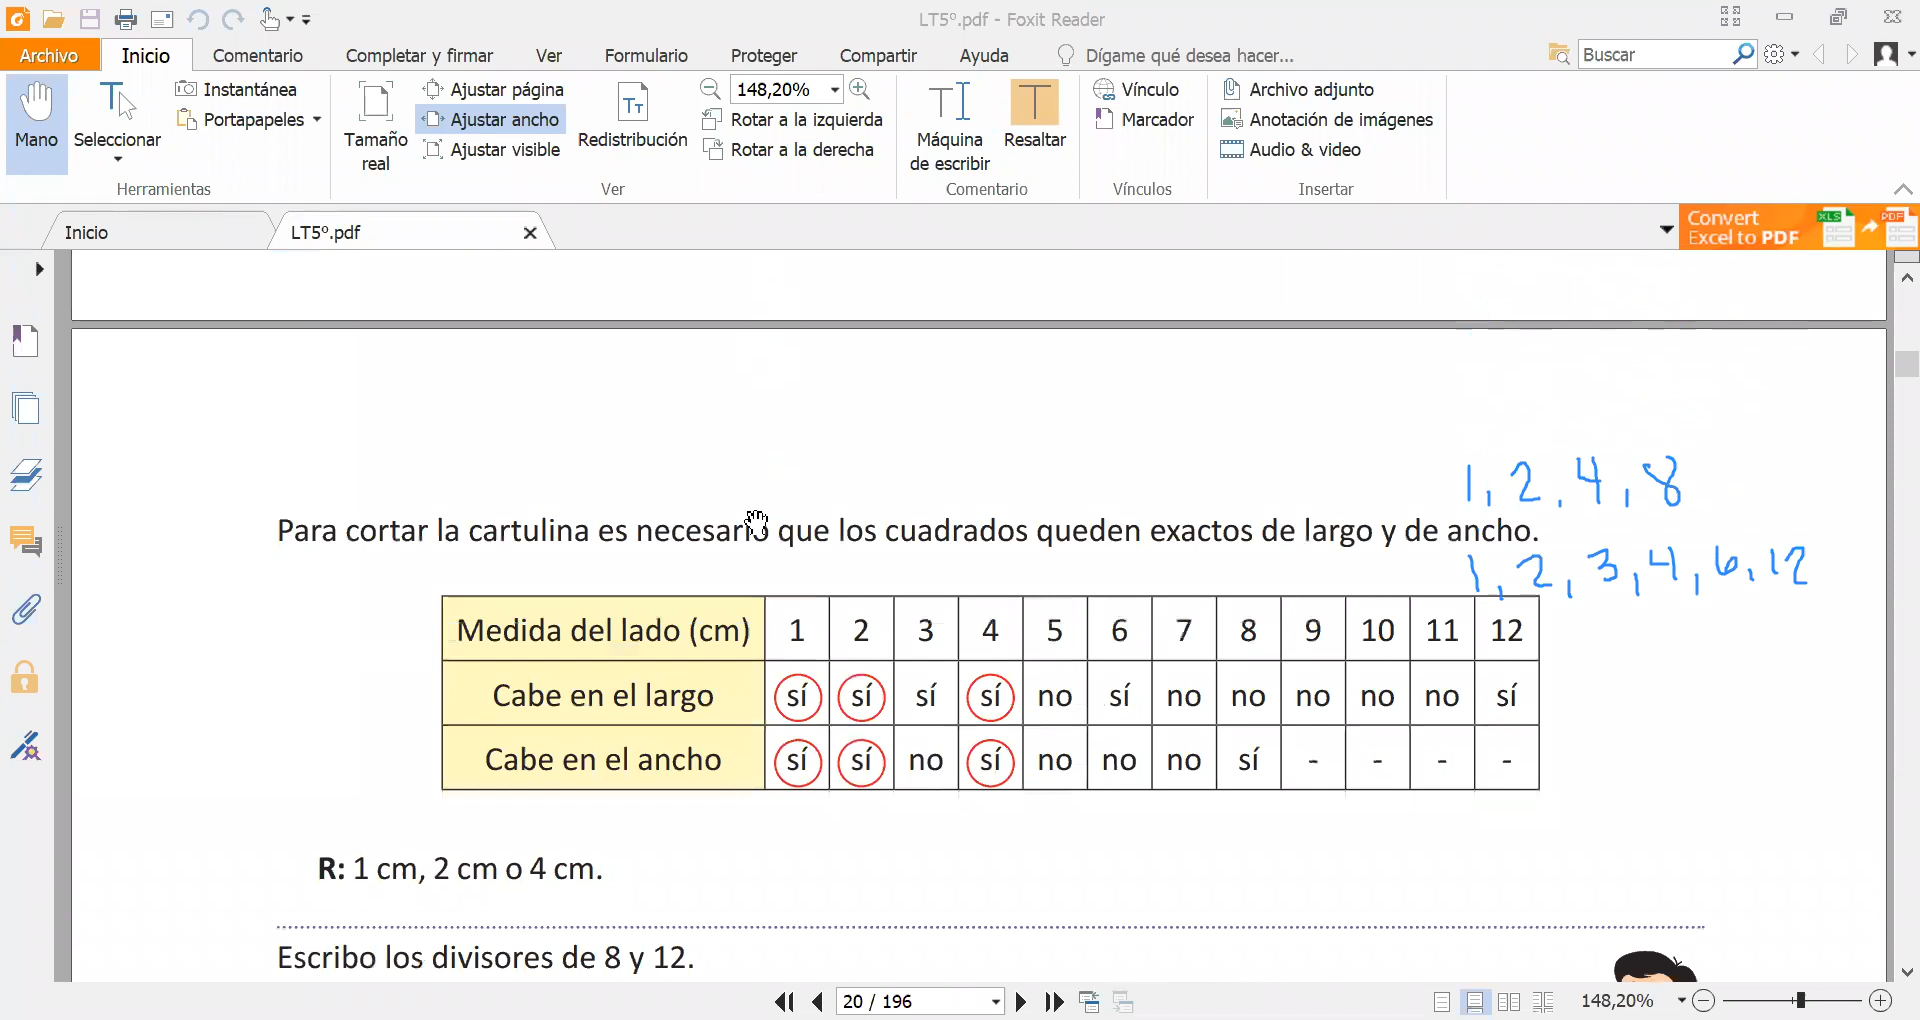 LT5º.pdf - Foxit Reader
Archivo Inicio Comentario Completar y firmar Ver Formulario Proteger Compartir Ayuda Dígame qué desea hacer... Buscar
Mano
Seleccionar
Instantánea
Portapapeles
Herramientas
Tamaño
real
Ajustar página
Ajustar ancho
Ajustar visible
Redistribución
148,20%
Rotar a la izquierda
Rotar a la derecha
Ver
Máquina
de escribir
Resaltar
Comentario
Vínculo
Marcador
Vínculos
Archivo adjunto
Anotación de imágenes
Audio & video
Insertar
Inicio LT5º.pdf
Convert
Excel to PDF
XLS PDF
1, 2, 4, 8
Para cortar la cartulina es necesario que los cuadrados queden exactos de largo y de ancho.
1, 2, 3, 4, 6, 12
Medida del lado (cm) 1 2 3 4 5 6 7 8 9 10 11 12
Cabe en el largo sí sí sí sí no sí no no no no no sí
Cabe en el ancho sí sí no sí no no no sí - - - -
R: 1 cm, 2 cm o 4 cm.
Escribo los divisores de 8 y 12.
20 / 196
148,20%